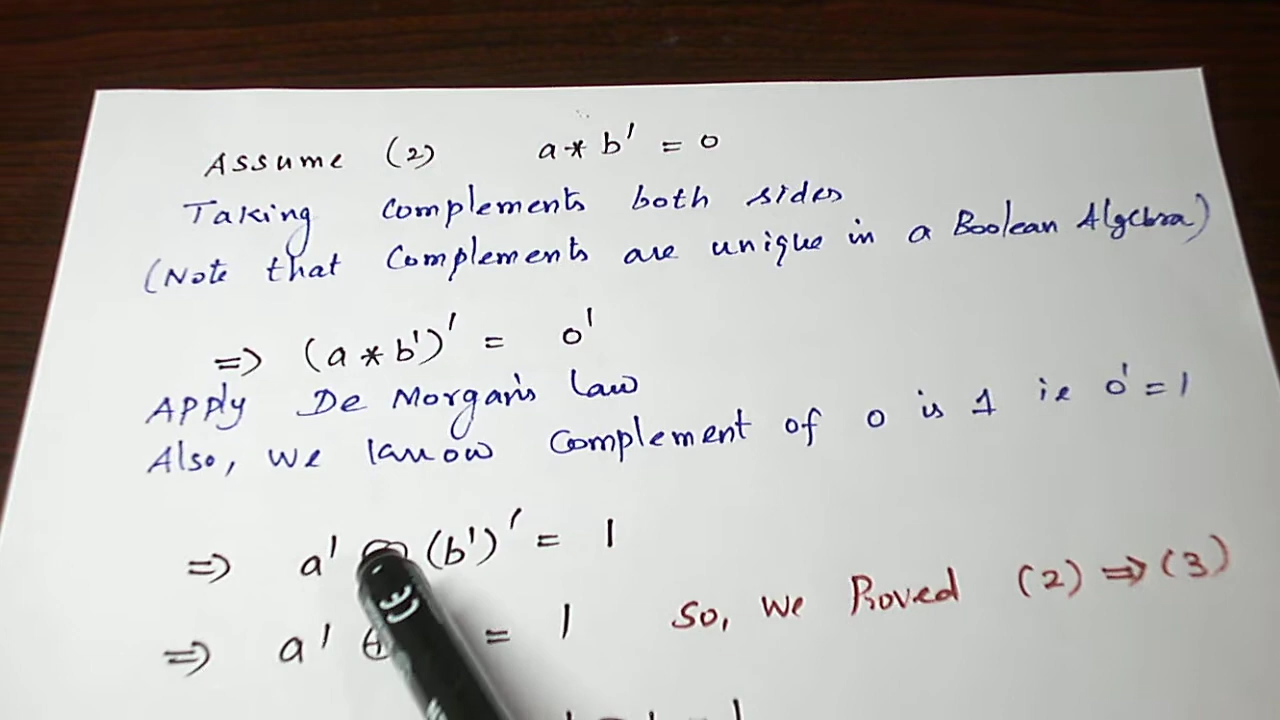 Assume (2) a * b' = 0
Taking Complements both sides
(Note that Complements are unique in a Boolean Algebra)
=> (a * b')' = 0'
Apply De Morgan's law
Also, we know Complement of 0 is 1 ie 0' = 1
=> a' (b')' = 1
=> a' ⊕ = 1 So, we Proved (2) => (3)